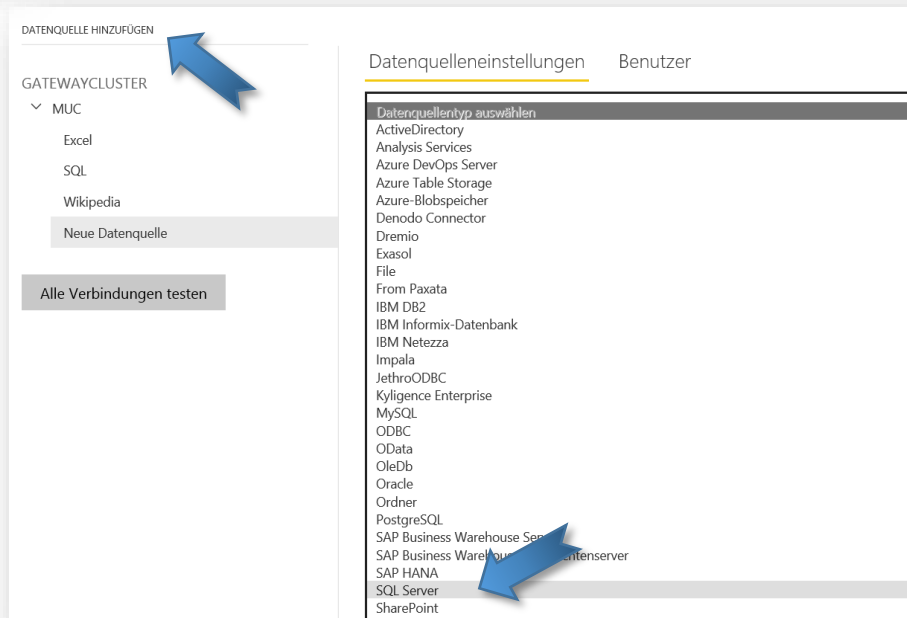 DATENQUELLE HINZUFÜGEN
GATEWAYCLUSTER
MUC
Excel
SQL
Wikipedia
Neue Datenquelle
Alle Verbindungen testen
Datenquelleneinstellungen Benutzer
Datenquellentyp auswählen
ActiveDirectory
Analysis Services
Azure DevOps Server
Azure Table Storage
Azure-Blobspeicher
Denodo Connector
Dremio
Exasol
File
From Paxata
IBM DB2
IBM Informix-Datenbank
IBM Netezza
Impala
JethroODBC
Kyligence Enterprise
MySQL
ODBC
OData
OleDb
Oracle
Ordner
PostgreSQL
SAP Business Warehouse
SAP Business
SAP HANA
SQL Server
SharePoint